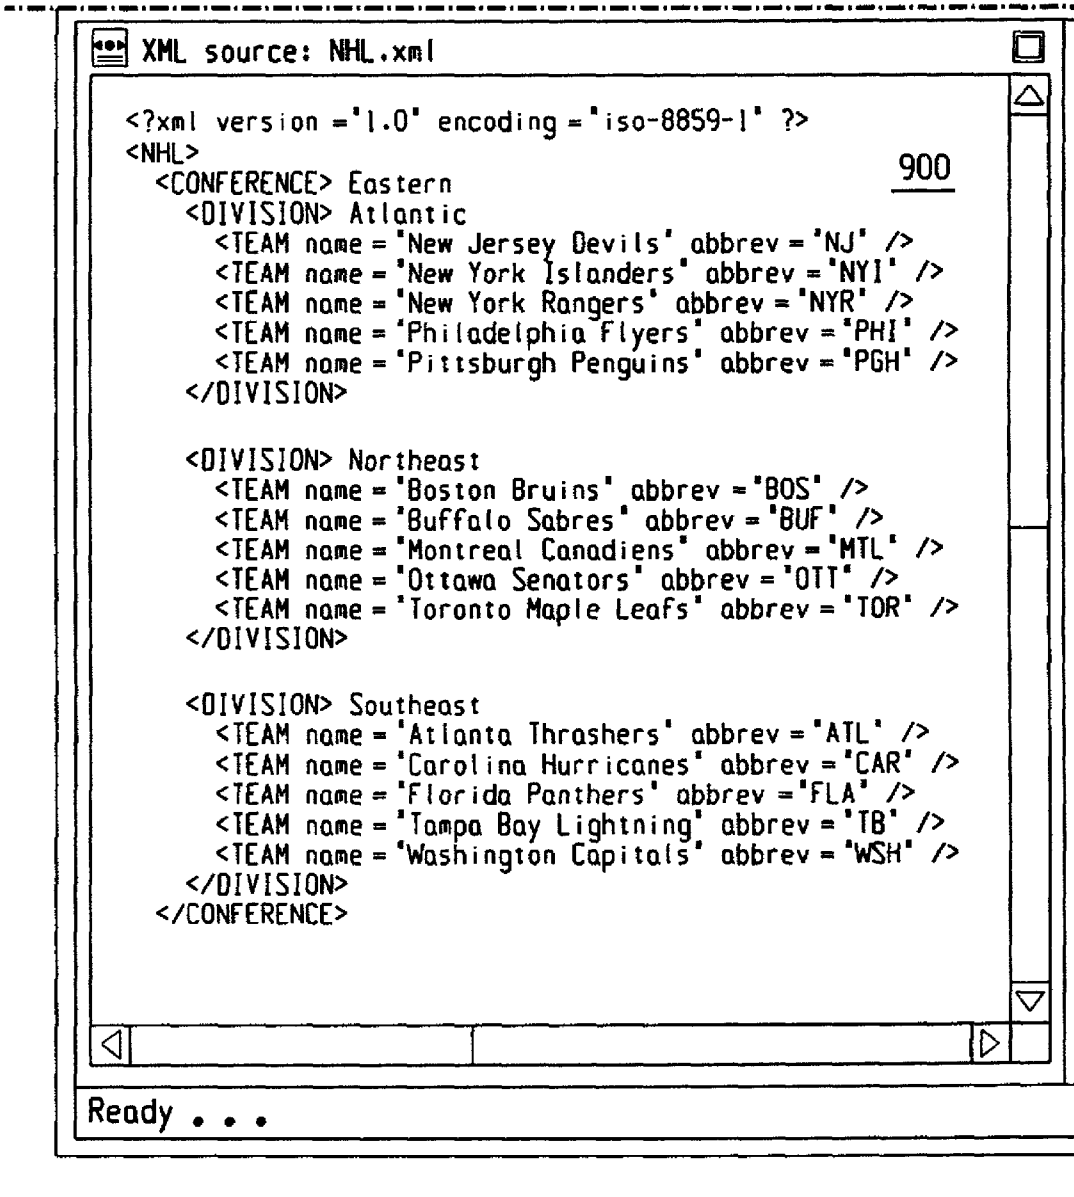 XML source: NHL.xml
<?xml version ="1.0" encoding ="iso-8859-1" ?>
<NHL>
900
<CONFERENCE> Eastern
<DIVISION> Atlantic
<TEAM name = "New Jersey Devils" abbrev = "NJ" />
<TEAM name = "New York Islanders" abbrev = "NYI" />
<TEAM name = "New York Rangers" abbrev = "NYR" />
<TEAM name = "Philadelphia Flyers" abbrev = "PHI" />
<TEAM name = "Pittsburgh Penguins" abbrev = "PGH" />
</DIVISION>
<DIVISION> Northeast
<TEAM name = "Boston Bruins" abbrev = "BOS" />
<TEAM name = "Buffalo Sabres" abbrev = "BUF" />
<TEAM name = "Montreal Canadiens" abbrev = "MTL" />
<TEAM name = "Ottawa Senators" abbrev = "OTT" />
<TEAM name = "Toronto Maple Leafs" abbrev = "TOR" />
</DIVISION>
<DIVISION> Southeast
<TEAM name = "Atlanta Thrashers" abbrev = "ATL" />
<TEAM name = "Carolina Hurricanes" abbrev = "CAR" />
<TEAM name = "Florida Panthers" abbrev = "FLA" />
<TEAM name = "Tampa Bay Lightning" abbrev = "TB" />
<TEAM name = "Washington Capitals" abbrev = "WSH" />
</DIVISION>
</CONFERENCE>
Ready . . .